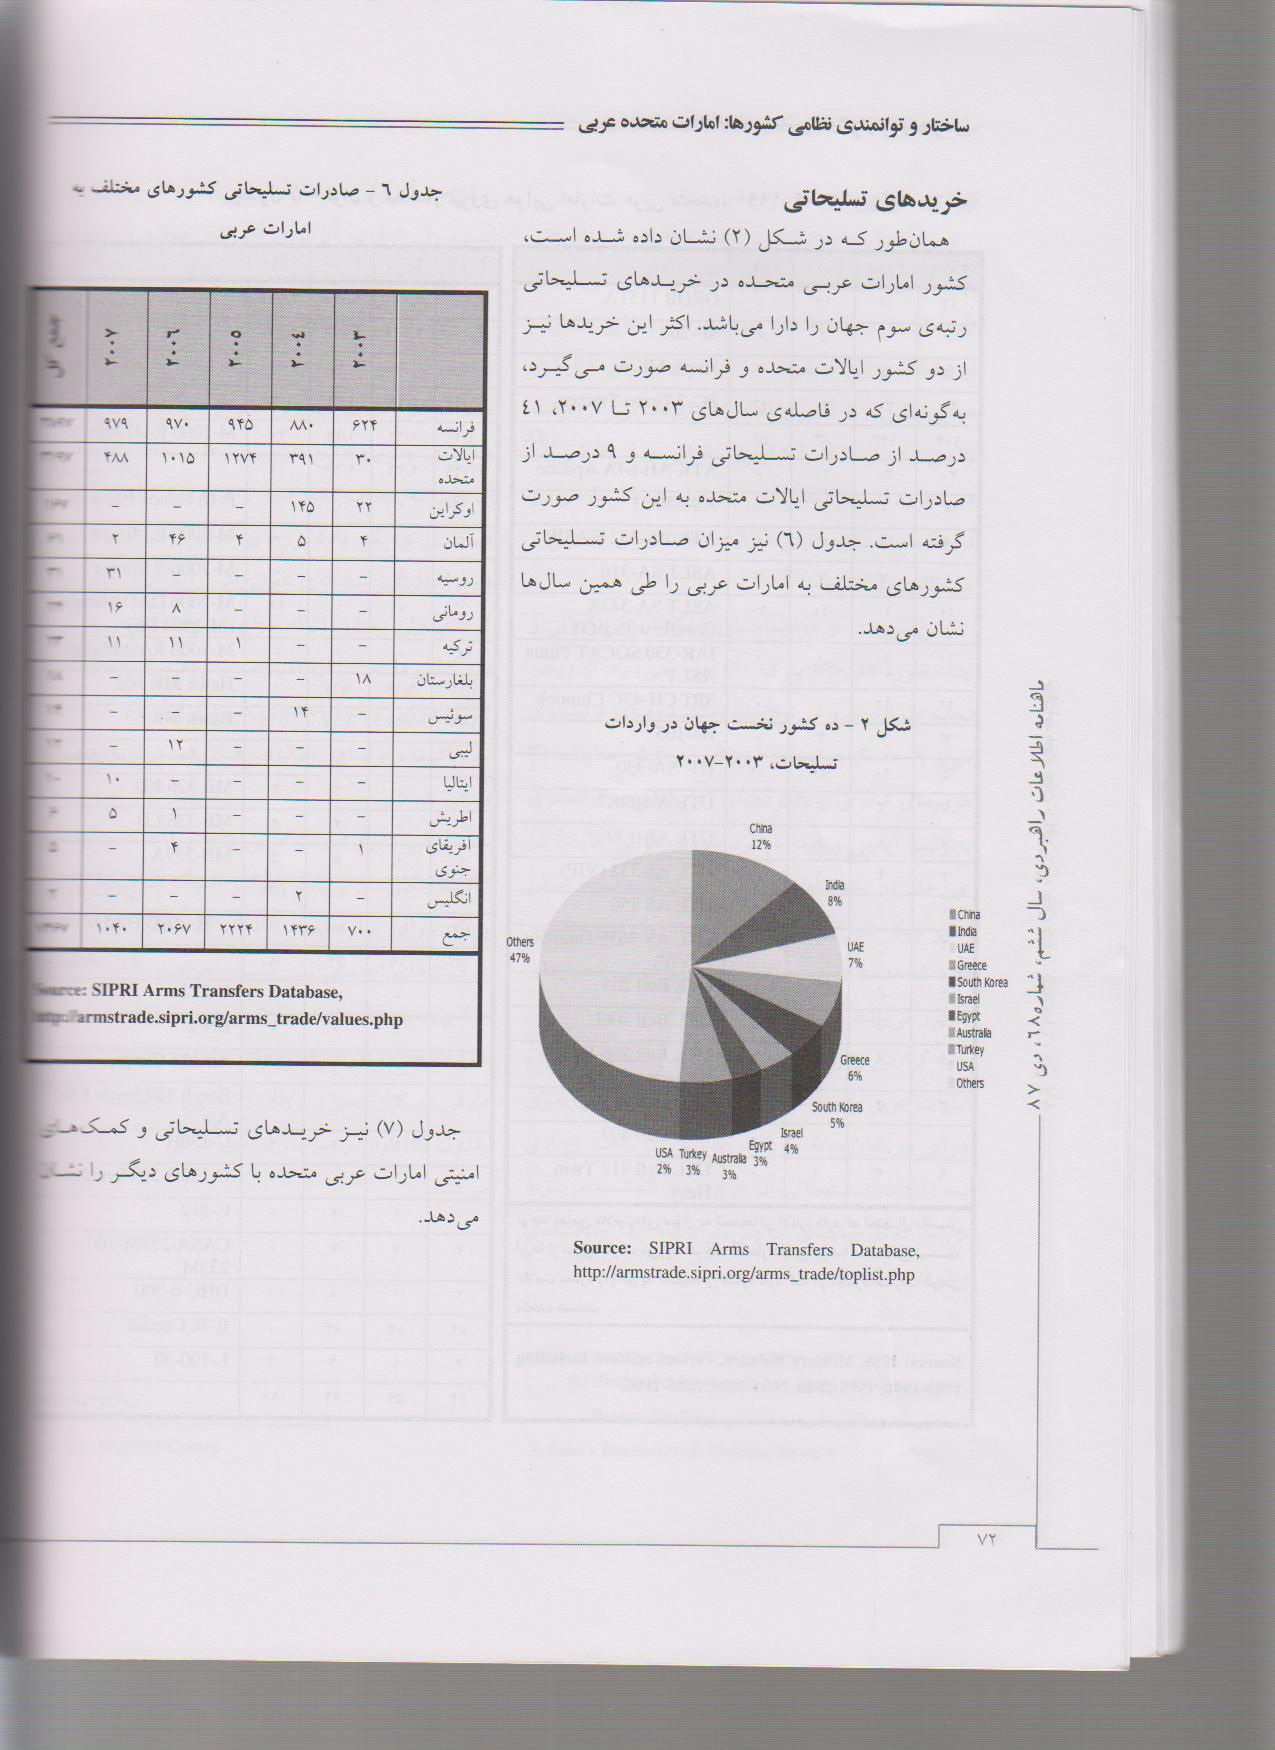 ساختار و توانمندی نظامی کشورها: امارات متحده عربی
خریدهای تسلیحاتی
همان‌طور که در شکل (۲) نشان داده شده است،
کشور امارات عربی متحده در خریدهای تسلیحاتی
رتبه‌ی سوم جهان را دارا می‌باشد. اکثر این خریدها نیز
از دو کشور ایالات متحده و فرانسه صورت می‌گیرد،
به‌گونه‌ای که در فاصله‌ی سال‌های ۲۰۰۳ تا ۲۰۰۷، ٤١
درصد از صادرات تسلیحاتی فرانسه و ۹ درصد از
صادرات تسلیحاتی ایالات متحده به این کشور صورت
گرفته است. جدول (٦) نیز میزان صادرات تسلیحاتی
کشورهای مختلف به امارات عربی را طی همین سال‌ها
نشان می‌دهد.
شکل ۲ - ده کشور نخست جهان در واردات
تسلیحات، ۲۰۰۳-۲۰۰۷
China
12%
India
8%
UAE
7%
Greece
6%
South Korea
5%
Israel
4%
Egypt
3%
Australia
3%
Turkey
3%
USA
2%
Others
47%
China
India
UAE
Greece
South Korea
Israel
Egypt
Australia
Turkey
USA
Others
Source: SIPRI Arms Transfers Database,
http://armstrade.sipri.org/arms_trade/toplist.php
جدول ٦ - صادرات تسلیحاتی کشورهای مختلف به
امارات عربی
۲۰۰۳ ۲۰۰٤ ۲۰۰۵ ۲۰۰٦ ۲۰۰۷ جمع کل
فرانسه ۶۲۴ ۸۸۰ ۹۴۵ ۹۷۰ ۹۷۹
ایالات متحده ۳۰ ۳۹۱ ۱۲۷۴ ۱۰۱۵ ۴۸۸
اوکراین ۲۲ ۱۴۵ – – –
آلمان ۴ ۵ ۴ ۴۶ ۲
روسیه – – – – ۳۱
رومانی – – – ۸ ۱۶
ترکیه – – ۱ ۱۱ ۱۱
بلغارستان ۱۸ – – – –
سوئیس – ۱۴ – – –
لیبی – – – ۱۲ –
ایتالیا – – – – ۱۰
اطریش – – – ۱ ۵
آفریقای جنوی ۱ – – ۴ –
انگلیس – ۲ – – –
جمع ۷۰۰ ۱۴۳۶ ۲۲۲۴ ۲۰۶۷ ۱۰۴۰
Source: SIPRI Arms Transfers Database,
http://armstrade.sipri.org/arms_trade/values.php
جدول (۷) نیز خریدهای تسلیحاتی و کمک‌های
امنیتی امارات عربی متحده با کشورهای دیگر را نشان
می‌دهد.
ماهنامه اطلاعات راهبردی، سال ششم، شماره ٦٨، دی ۸۷
۷۲